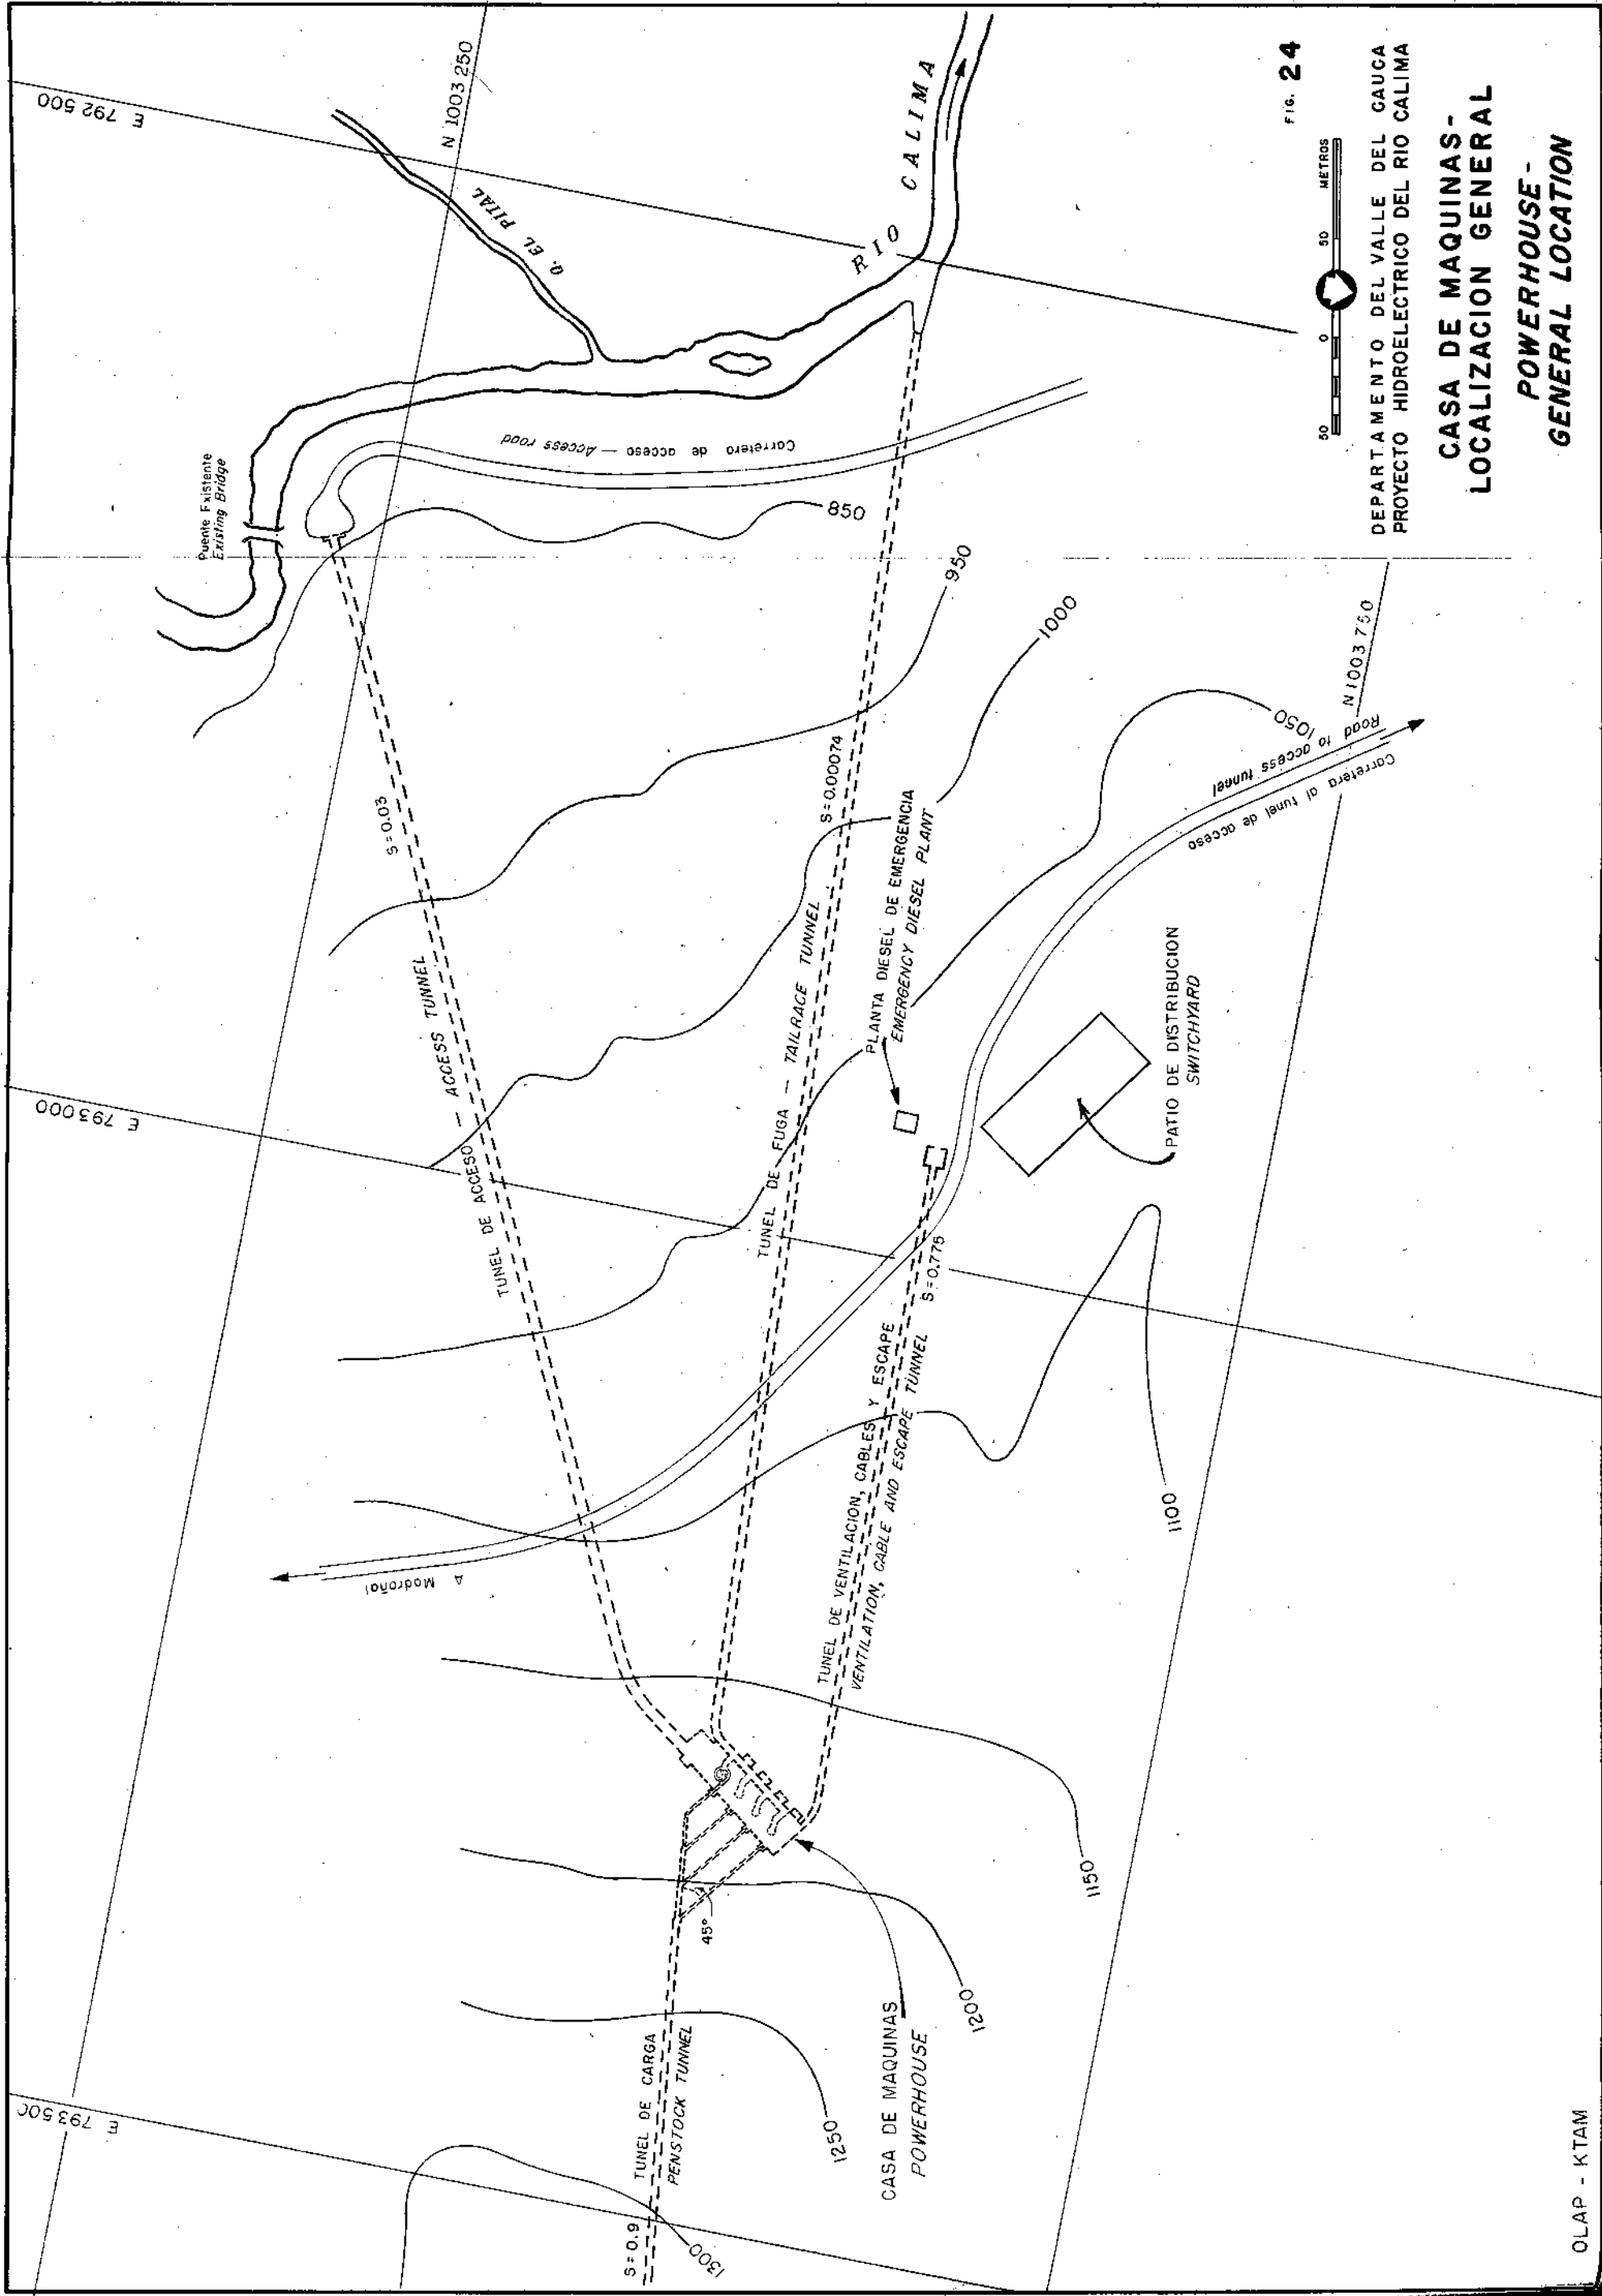 E 792 500
N 1003 250
Q. EL PITAL
RIO CALIMA
Puente Existente
Existing Bridge
Carretera de acceso — Access road
850
950
1000
1050
N 1003 750
Road to access tunnel
Carretera al tunel de acceso
S=0.03
S=0.00074
TUNEL DE ACCESO — ACCESS TUNNEL
TUNEL DE FUGA — TAILRACE TUNNEL
PLANTA DIESEL DE EMERGENCIA
EMERGENCY DIESEL PLANT
PATIO DE DISTRIBUCION
SWITCHYARD
E 793 000
S=0.775
TUNEL DE VENTILACION, CABLES Y ESCAPE
VENTILATION, CABLE AND ESCAPE TUNNEL
A Madroñal
1100
1150
1200
1250
1300
45°
CASA DE MAQUINAS
POWERHOUSE
TUNEL DE CARGA
PENSTOCK TUNNEL
S=0.9
E 793 500
FIG. 24
50 0 50 METROS
DEPARTAMENTO DEL VALLE DEL CAUCA
PROYECTO HIDROELECTRICO DEL RIO CALIMA
CASA DE MAQUINAS-
LOCALIZACION GENERAL
POWERHOUSE-
GENERAL LOCATION
OLAP - KTAM